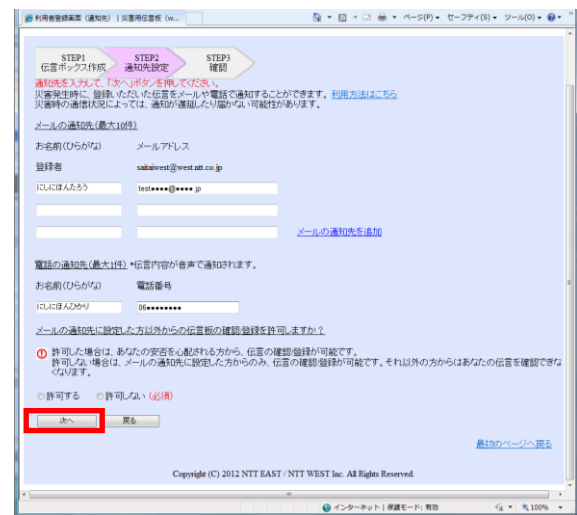 利用者登録画面（通知先） | 災害用伝言板（w...
ページ(P) セーフティ(S) ツール(O)
STEP1 STEP2 STEP3
伝言ボックス作成 通知先設定 確認
通知先を入力して、「次へ」ボタンを押してください。
災害発生時に、登録いただいた伝言をメールや電話で通知することができます。利用方法はこちら
災害時の通信状況によっては、通知が遅延したり届かない可能性があります。
メールの通知先(最大10件)
お名前(ひらがな) メールアドレス
登録者 saitaiwest@west.ntt.co.jp
にしにほんたろう test●●●●@●●●●.jp
メールの通知先を追加
電話の通知先(最大1件) *伝言内容が音声で通知されます。
お名前(ひらがな) 電話番号
にしにほんひかり 06●●●●●●●●
メールの通知先に設定した方以外からの伝言板の確認/登録を許可しますか？
許可した場合は、あなたの安否を心配される方から、伝言の確認/登録が可能です。
許可しない場合は、メールの通知先に設定した方からのみ、伝言の確認/登録が可能です。それ以外の方からはあなたの伝言を確認できな
くなります。
許可する 許可しない (必須)
次へ 戻る
最初のページへ戻る
Copyright (C) 2012 NTT EAST / NTT WEST Inc. All Rights Reserved.
インターネット | 保護モード: 有効 100%